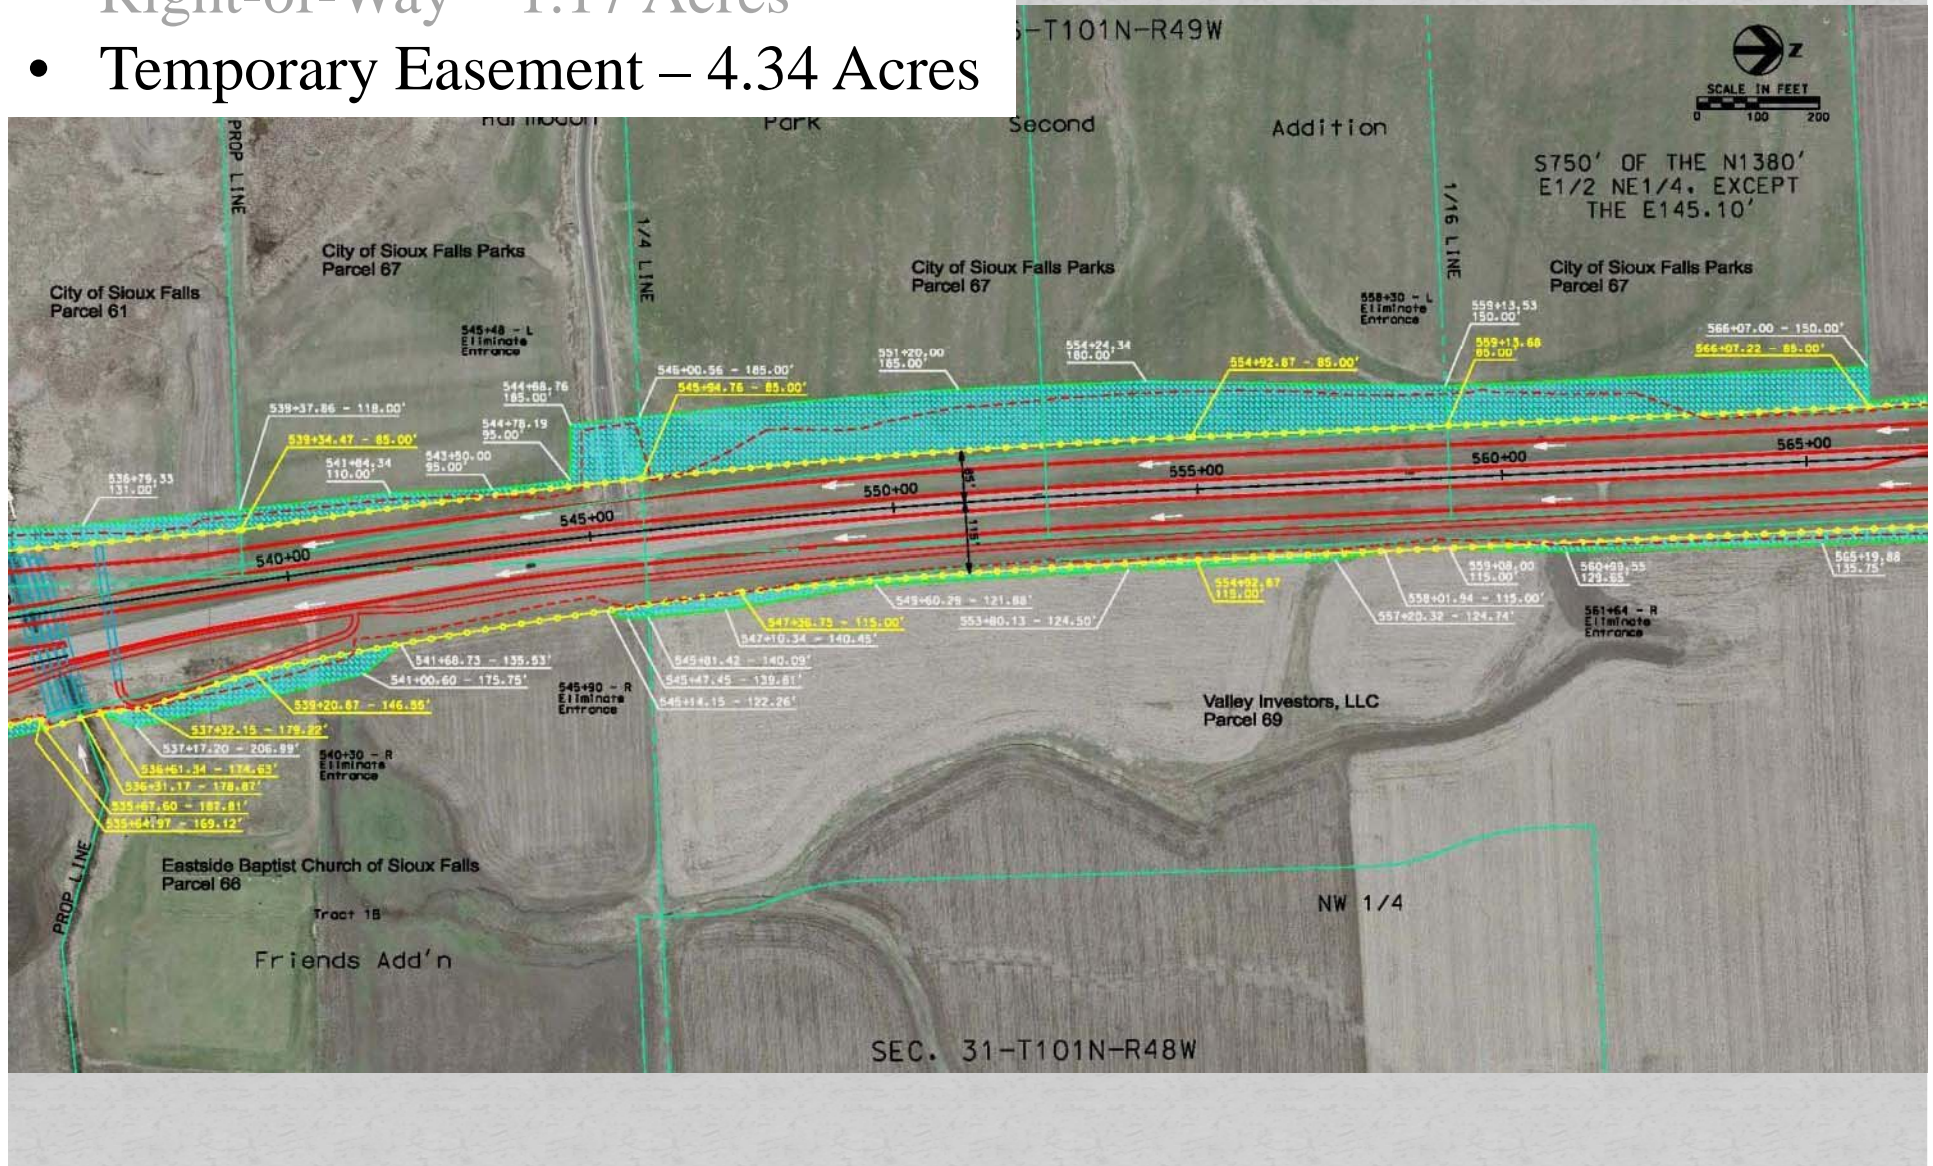 Right-of-Way – 1.17 Acres
• Temporary Easement – 4.34 Acres
-T101N-R49W
Z
SCALE IN FEET
0 100 200
Harmodon Park Second Addition
S750' OF THE N1380'
E1/2 NE1/4. EXCEPT
THE E145.10'
PROP LINE
1/4 LINE
1/16 LINE
City of Sioux Falls
Parcel 61
City of Sioux Falls Parks
Parcel 67
City of Sioux Falls Parks
Parcel 67
City of Sioux Falls Parks
Parcel 67
545+48 - L
Eliminate
Entrance
558+30 - L
Eliminate
Entrance
559+13.53
150.00'
559+13.68
85.00'
566+07.00 - 150.00'
566+07.22 - 85.00'
551+20.00
185.00'
554+24.34
180.00'
554+92.87 - 85.00'
546+00.56 - 185.00'
545+94.76 - 85.00'
544+68.76
185.00'
544+78.19
95.00'
539+37.86 - 118.00'
539+34.47 - 85.00'
541+84.34
110.00'
543+50.00
95.00'
536+79.33
131.00'
540+00
545+00
550+00
555+00
560+00
565+00
85'
115'
565+19.88
135.75'
560+99.55
129.65'
559+08.00
115.00'
558+01.94 - 115.00'
557+20.32 - 124.74'
554+92.87
115.00'
549+60.29 - 121.88'
553+80.13 - 124.50'
547+36.75 - 115.00'
547+10.34 - 140.45'
545+81.42 - 140.09'
545+47.45 - 139.81'
545+14.15 - 122.26'
541+68.73 - 135.53'
541+00.60 - 175.75'
539+20.87 - 146.55'
537+32.15 - 179.22'
537+17.20 - 206.99'
536+61.34 - 174.63'
536+31.17 - 178.87'
535+67.60 - 187.81'
535+64.97 - 169.12'
561+64 - R
Eliminate
Entrance
545+90 - R
Eliminate
Entrance
540+30 - R
Eliminate
Entrance
Valley Investors, LLC
Parcel 69
Eastside Baptist Church of Sioux Falls
Parcel 66
PROP LINE
Tract 1B
Friends Add'n
NW 1/4
SEC. 31-T101N-R48W